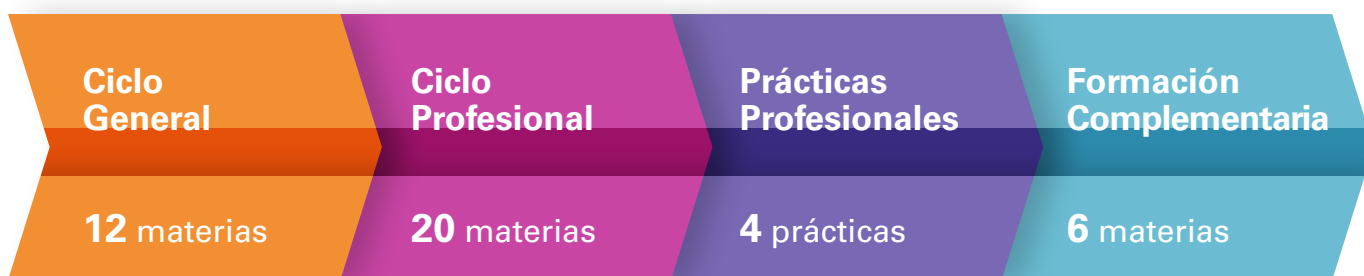 Ciclo
General
12 materias
Ciclo
Profesional
20 materias
Prácticas
Profesionales
4 prácticas
Formación
Complementaria
6 materias